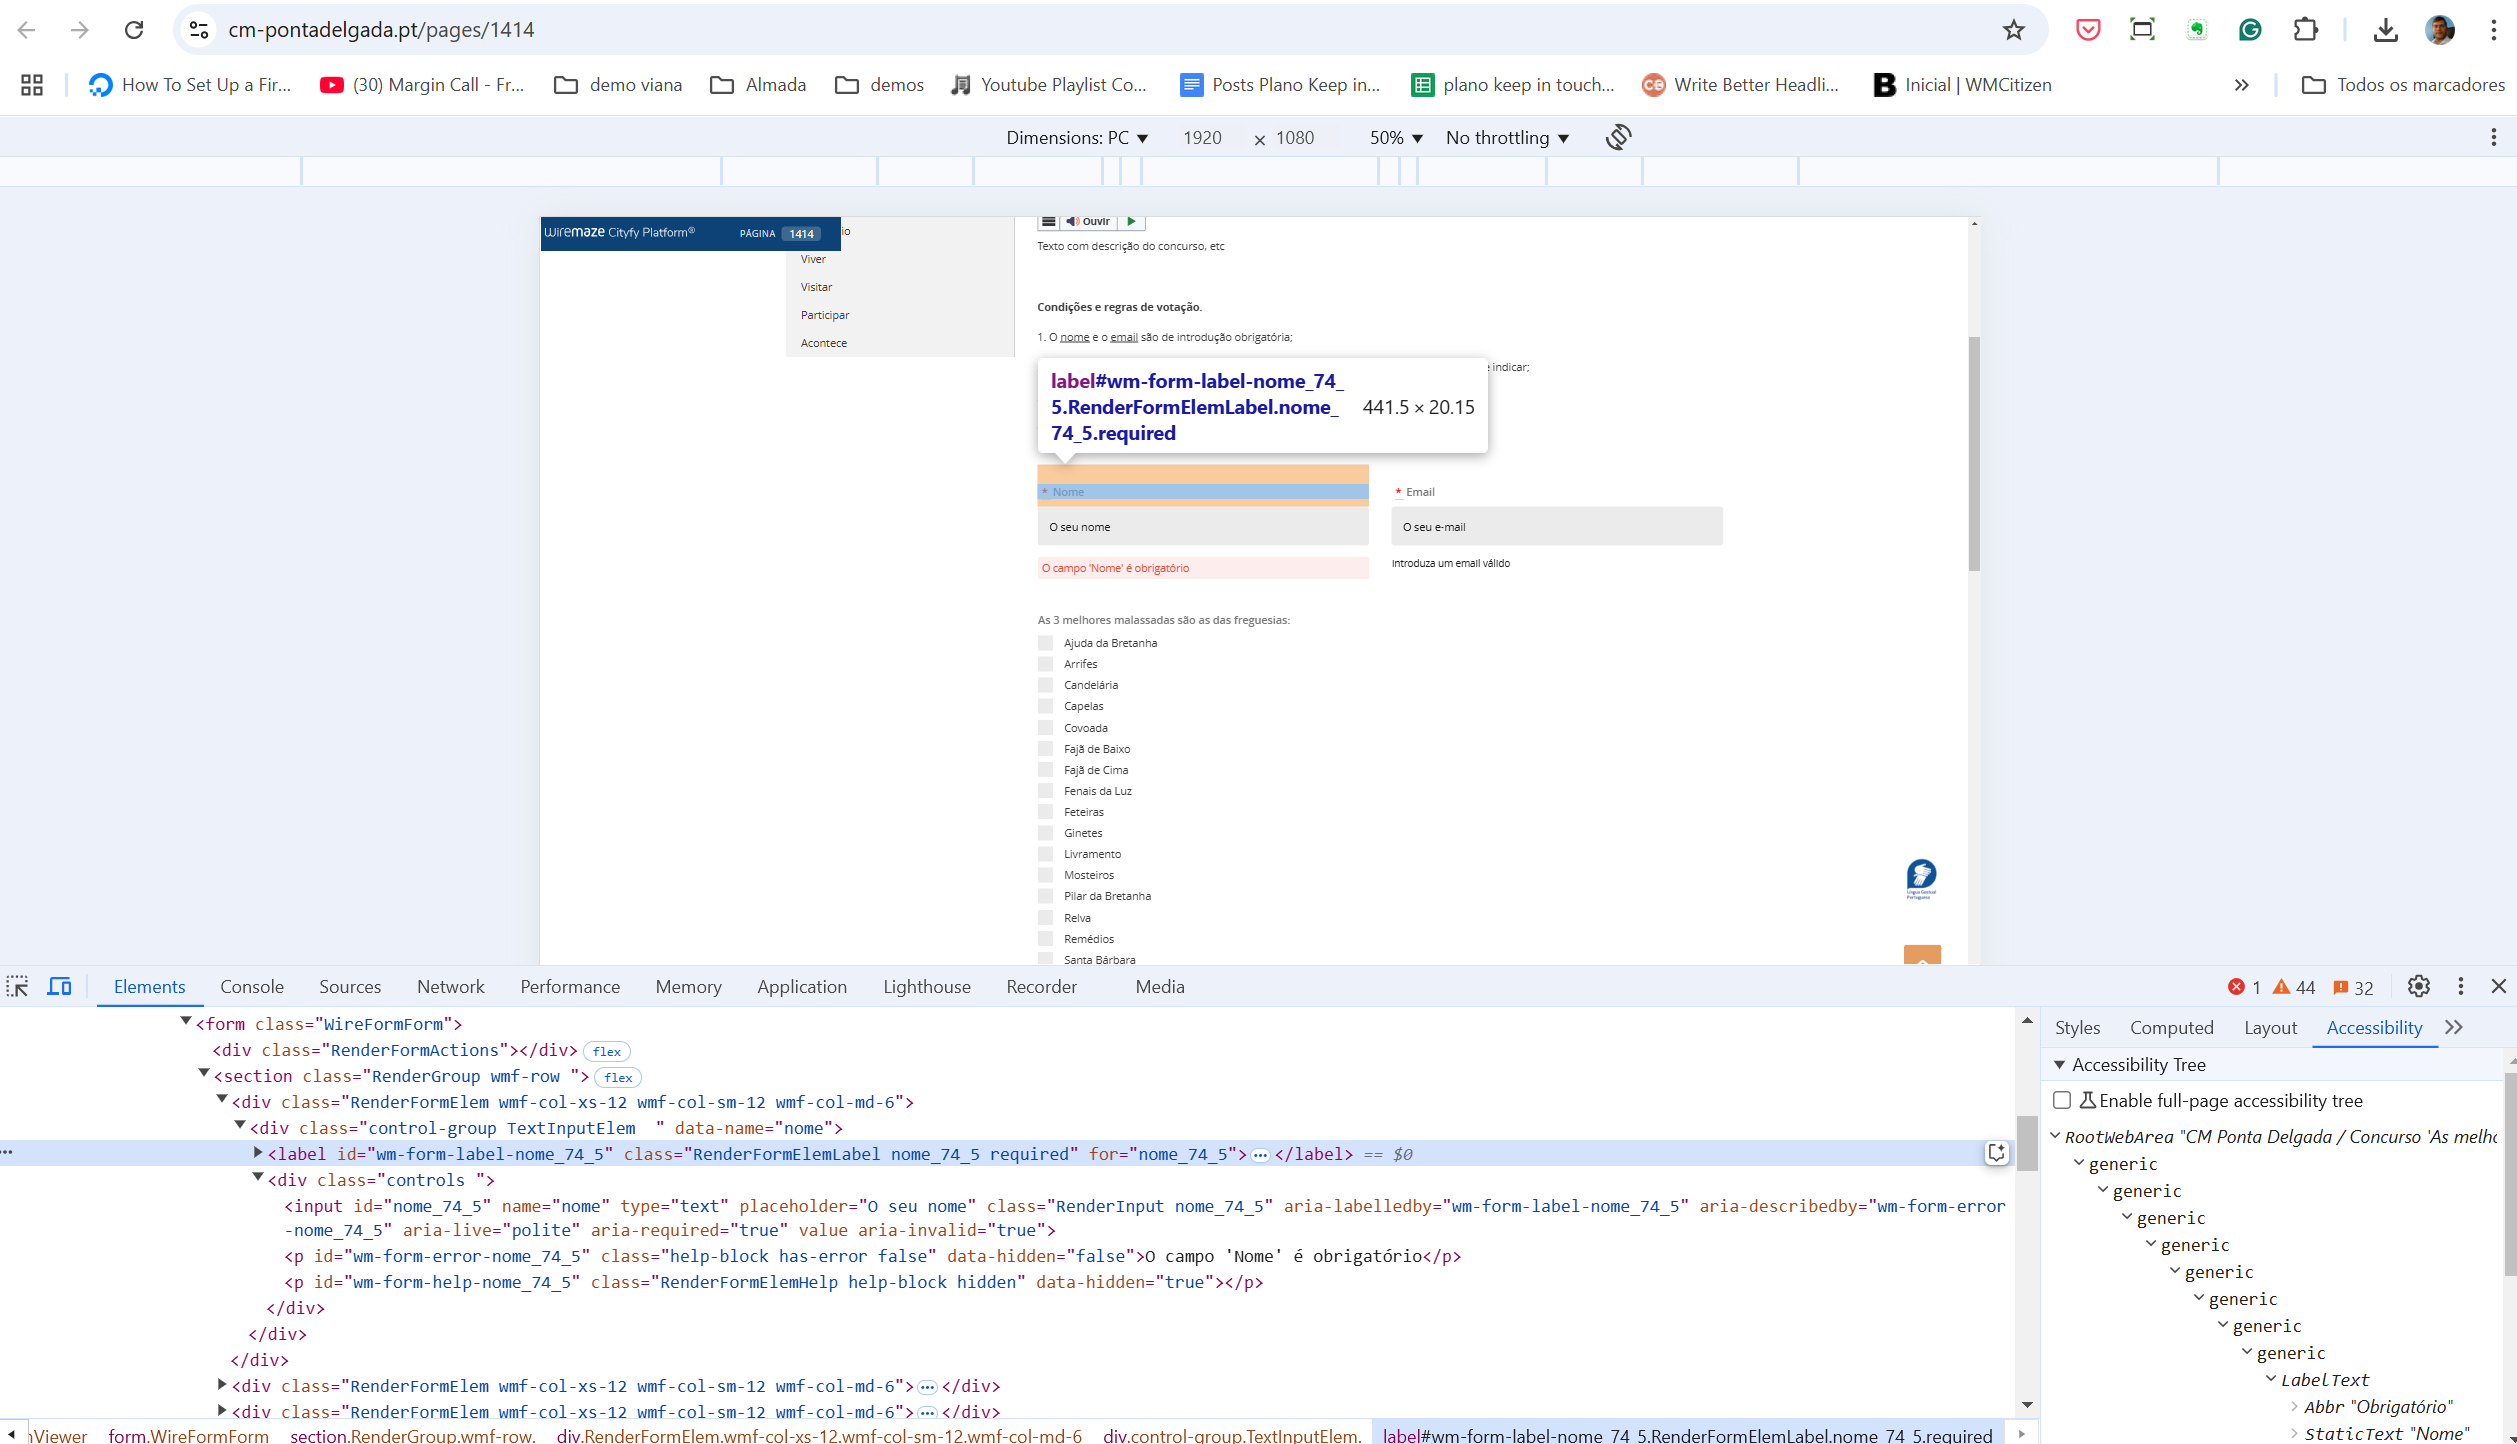 cm-pontadelgada.pt/pages/1414
How To Set Up a Fir...
(30) Margin Call - Fr...
demo viana
Almada
demos
Youtube Playlist Co...
Posts Plano Keep in...
plano keep in touch...
Write Better Headli...
Inicial | WMCitizen
»
Todos os marcadores
Dimensions: PC ▼ 1920 × 1080 50% ▼ No throttling ▼
wiremaze Cityfy Platform® PÁGINA 1414
io
Viver
Visitar
Participar
Acontece
Ouvir
Texto com descrição do concurso, etc
Condições e regras de votação.
1. O nome e o email são de introdução obrigatória;
e indicar;
label#wm-form-label-nome_74_
5.RenderFormElemLabel.nome_
74_5.required
441.5 × 20.15
* Nome
O seu nome
O campo 'Nome' é obrigatório
* Email
O seu e-mail
Introduza um email válido
As 3 melhores malassadas são as das freguesias:
Ajuda da Bretanha
Arrifes
Candelária
Capelas
Covoada
Fajã de Baixo
Fajã de Cima
Fenais da Luz
Feteiras
Ginetes
Livramento
Mosteiros
Pilar da Bretanha
Relva
Remédios
Santa Bárbara
Elements Console Sources Network Performance Memory Application Lighthouse Recorder Media
1 44 32
<form class="WireFormForm">
<div class="RenderFormActions"></div> flex
<section class="RenderGroup wmf-row "> flex
<div class="RenderFormElem wmf-col-xs-12 wmf-col-sm-12 wmf-col-md-6">
<div class="control-group TextInputElem  " data-name="nome">
<label id="wm-form-label-nome_74_5" class="RenderFormElemLabel nome_74_5 required" for="nome_74_5">…</label> == $0
<div class="controls ">
<input id="nome_74_5" name="nome" type="text" placeholder="O seu nome" class="RenderInput nome_74_5" aria-labelledby="wm-form-label-nome_74_5" aria-describedby="wm-form-error
-nome_74_5" aria-live="polite" aria-required="true" value aria-invalid="true">
<p id="wm-form-error-nome_74_5" class="help-block has-error false" data-hidden="false">O campo 'Nome' é obrigatório</p>
<p id="wm-form-help-nome_74_5" class="RenderFormElemHelp help-block hidden" data-hidden="true"></p>
</div>
</div>
</div>
<div class="RenderFormElem wmf-col-xs-12 wmf-col-sm-12 wmf-col-md-6">…</div>
<div class="RenderFormElem wmf-col-xs-12 wmf-col-sm-12 wmf-col-md-6">…</div>
Viewer form.WireFormForm section.RenderGroup.wmf-row. div.RenderFormElem.wmf-col-xs-12.wmf-col-sm-12.wmf-col-md-6 div.control-group.TextInputElem. label#wm-form-label-nome_74_5.RenderFormElemLabel.nome_74_5.required
Styles Computed Layout Accessibility »
Accessibility Tree
Enable full-page accessibility tree
RootWebArea "CM Ponta Delgada / Concurso 'As melho
generic
generic
generic
generic
generic
generic
generic
generic
LabelText
Abbr "Obrigatório"
StaticText "Nome"